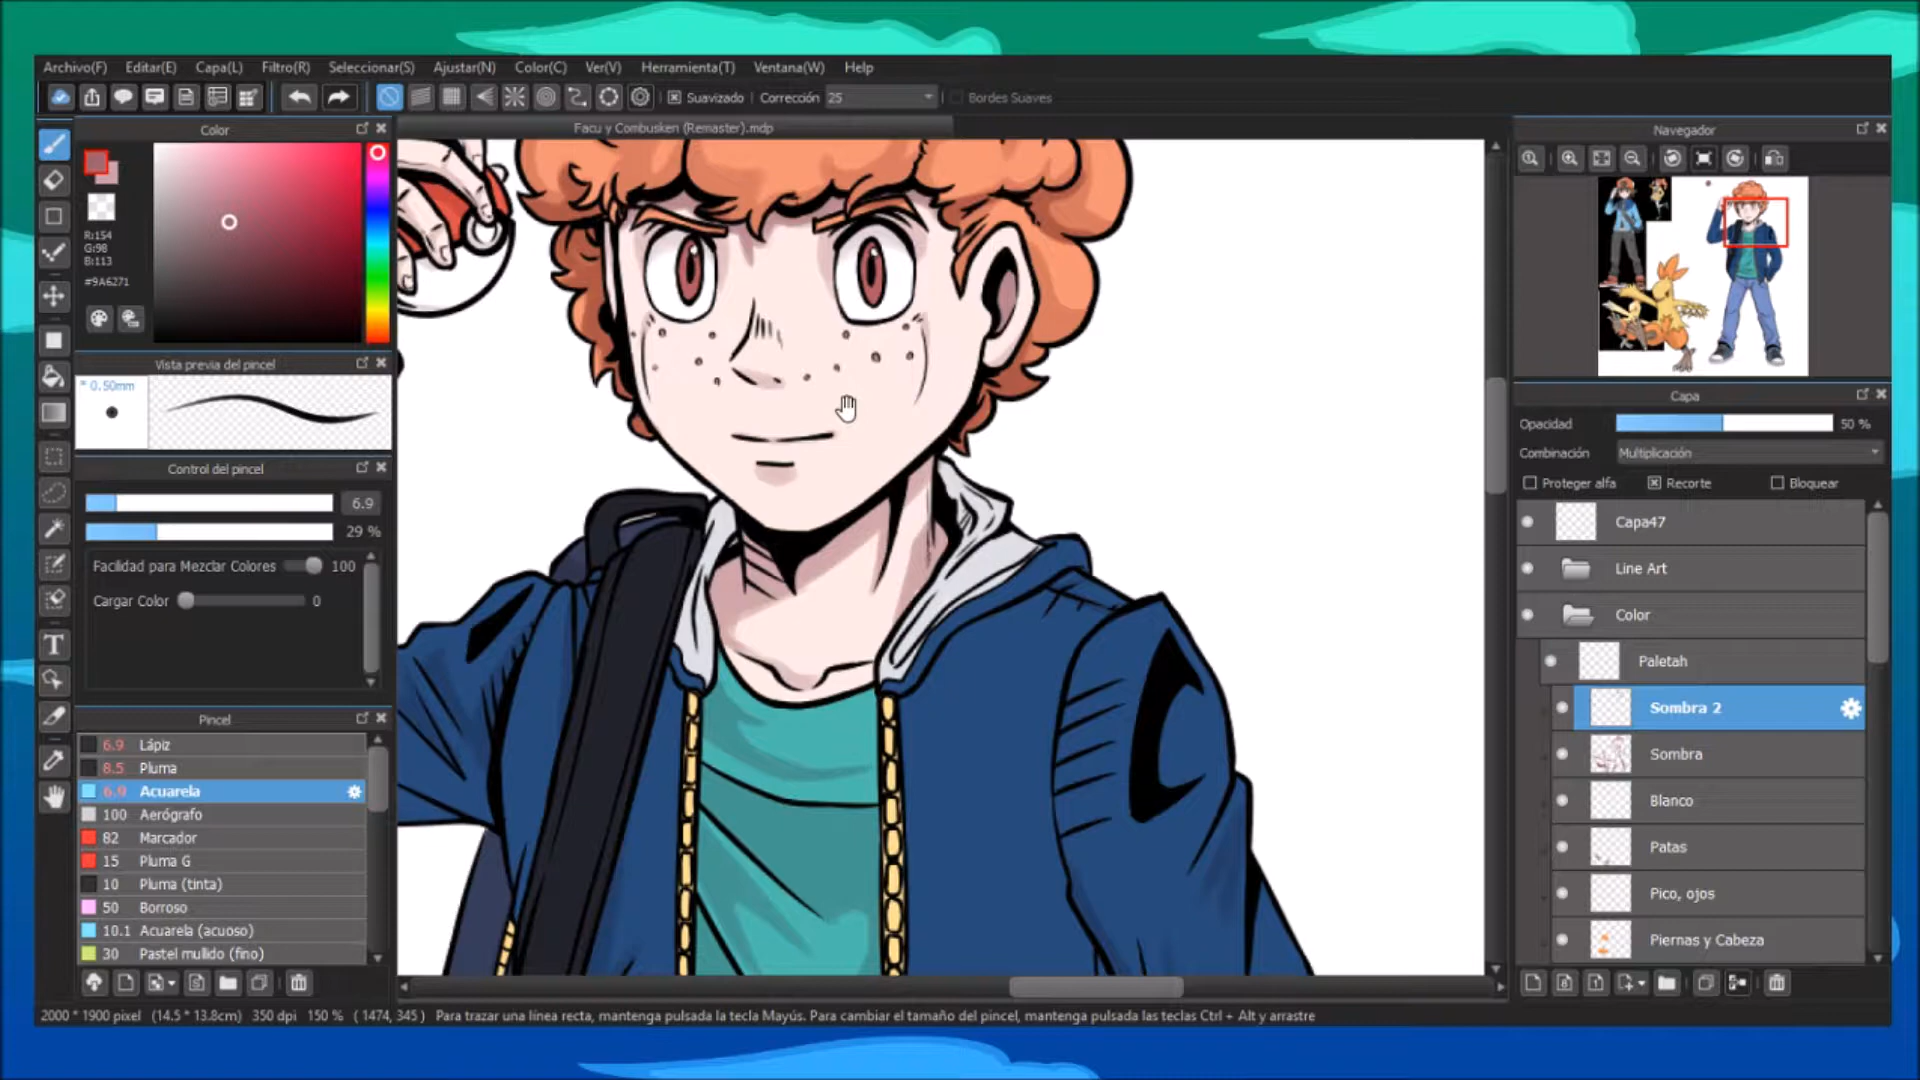 Archivo(F) Editar(E) Capa(L) Filtro(R) Seleccionar(S) Ajustar(N) Color(C) Ver(V) Herramienta(T) Ventana(W) Help
Suavizado Corrección 25 Bordes Suaves
Facu y Combusken (Remaster).mdp
Color
R:154
G:98
B:113
#9A6271
Vista previa del pincel
* 0.50mm
Control del pincel
6.9
29 %
Facilidad para Mezclar Colores 100
Cargar Color 0
Pincel
6.9 Lápiz
8.5 Pluma
6.9 Acuarela
100 Aerógrafo
82 Marcador
15 Pluma G
10 Pluma (tinta)
50 Borroso
10.1 Acuarela (acuoso)
30 Pastel mullido (fino)
Navegador
Capa
Opacidad 50 %
Combinación Multiplicación
Proteger alfa Recorte Bloquear
Capa47
Line Art
Color
Paletah
Sombra 2
Sombra
Blanco
Patas
Pico, ojos
Piernas y Cabeza
2000 * 1900 pixel (14.5 * 13.8cm) 350 dpi 150 % ( 1474, 345 ) Para trazar una línea recta, mantenga pulsada la tecla Mayús. Para cambiar el tamaño del pincel, mantenga pulsada las teclas Ctrl + Alt y arrastre